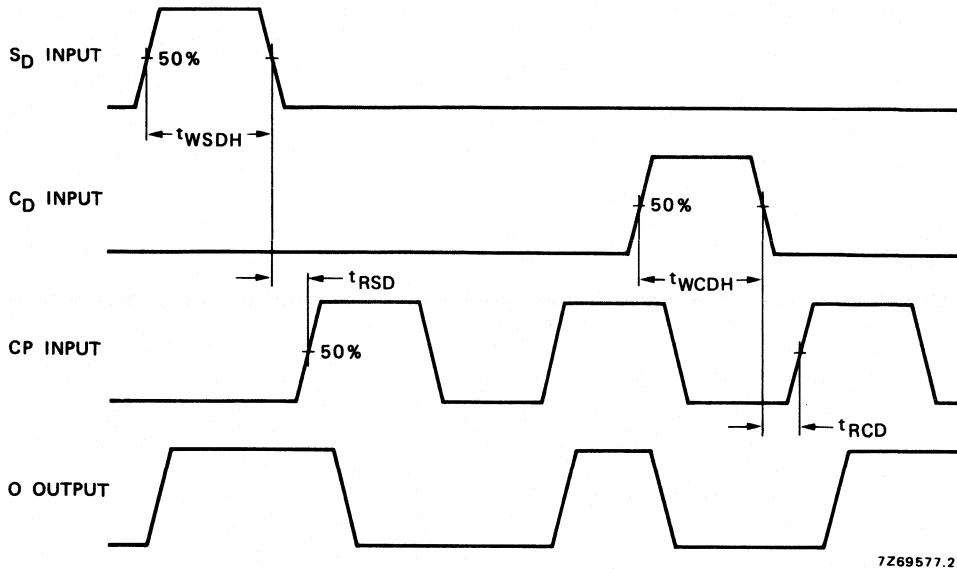 SD INPUT
50%
tWSDH
CD INPUT
50%
tRSD
tWCDH
CP INPUT
50%
tRCD
O OUTPUT
7Z69577.2